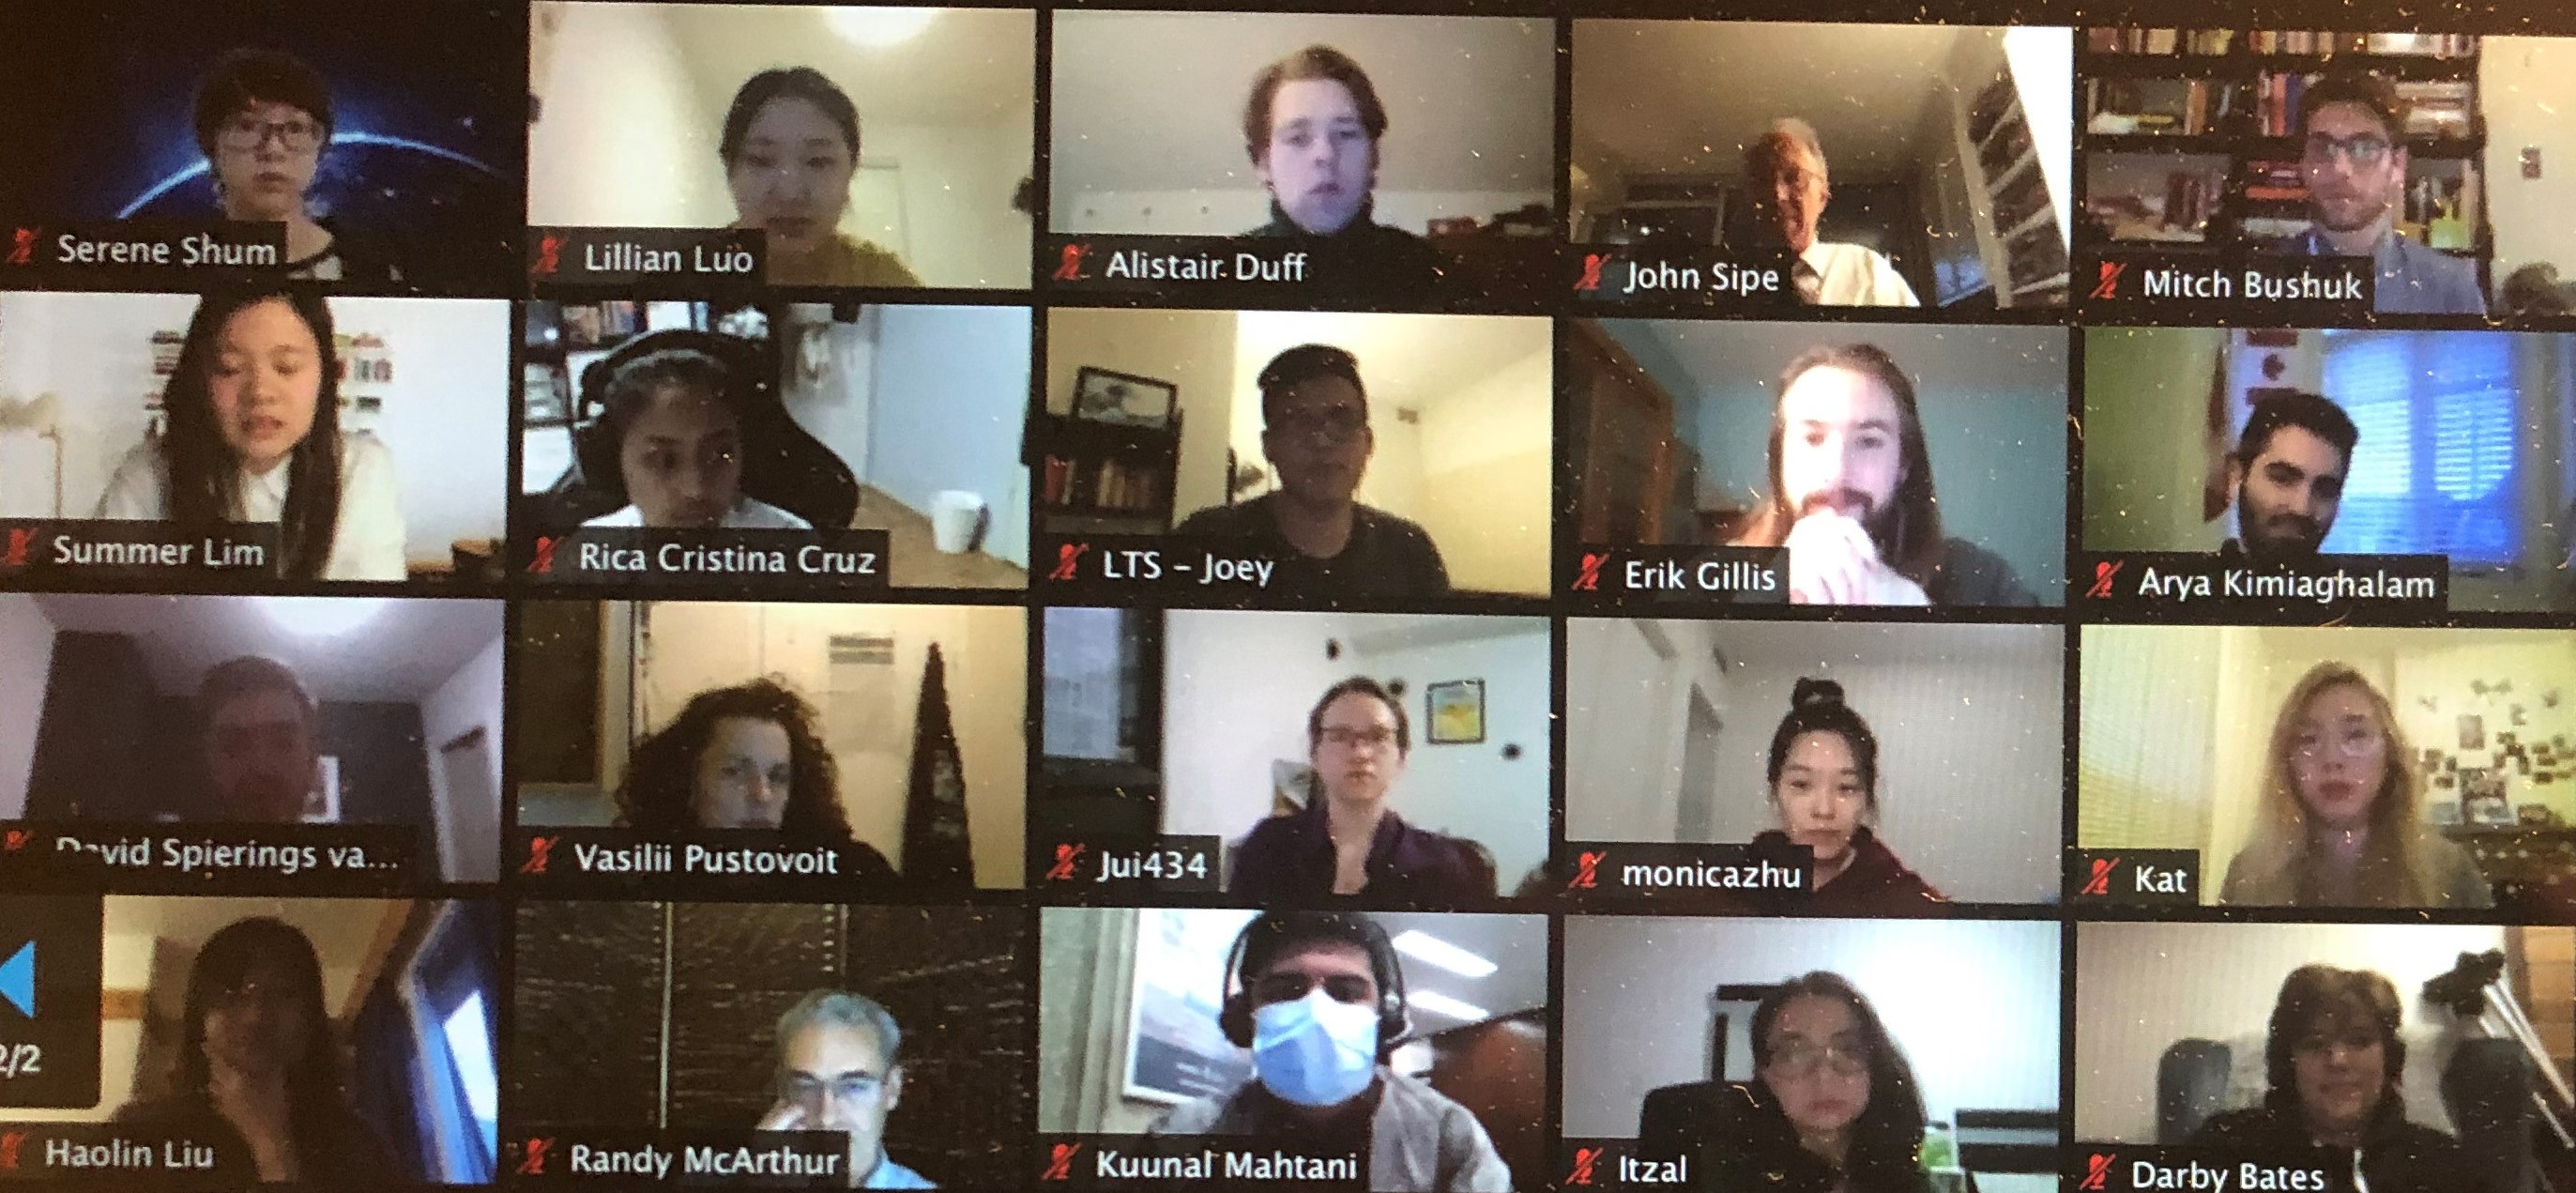 Serene Shum
Lillian Luo
Alistair Duff
John Sipe
Mitch Bushuk
Summer Lim
Rica Cristina Cruz
LTS - Joey
Erik Gillis
Arya Kimiaghalam
David Spierings va...
Vasilii Pustovoit
Jui434
monicazhu
Kat
2/2
Haolin Liu
Randy McArthur
Kuunal Mahtani
Itzal
Darby Bates